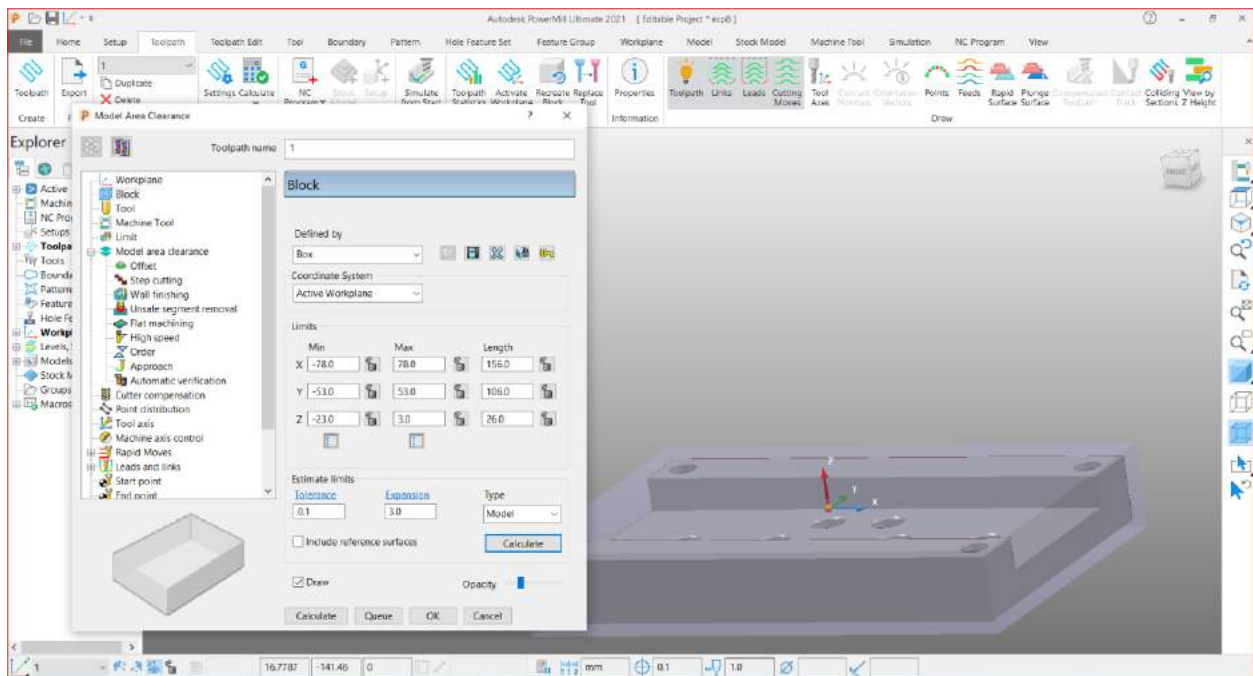 Autodesk PowerMill Ultimate 2021 [ Editable Project * exp8 ]
File Home Setup Toolpath Toolpath Edit Tool Boundary Pattern Hole Feature Set Feature Group Workplane Model Stock Model Machine Tool Simulation NC Program View
1
Duplicate
Delete
Toolpath Export Settings Calculate NC Simulate Toolpath Activate Recreate Replace Properties Toolpath Links Leads Cutting Tool Points Feeds Rapid Plunge Colliding View by
Program from Start Statistics Workplane Block Tool Moves Axes Surface Surface Sections Z Height
Create Information Draw
Model Area Clearance ? ×
Explorer
Toolpath name 1
Active
Machin
NC Pro
Setups
Toolpa
Tools
Bounda
Pattern
Feature
Hole Fe
Workpl
Levels,
Models
Stock M
Groups
Macros
Workplane
Block
Tool
Machine Tool
Limit
Model area clearance
Offset
Step cutting
Wall finishing
Unsafe segment removal
Flat machining
High speed
Order
Approach
Automatic verification
Cutter compensation
Point distribution
Tool axis
Machine axis control
Rapid Moves
Leads and links
Start point
End point
Block
Defined by
Box
Coordinate System
Active Workplane
Limits
Min Max Length
X -78.0 78.0 156.0
Y -53.0 53.0 106.0
Z -23.0 3.0 26.0
Estimate limits
Tolerance Expansion Type
0.1 3.0 Model
Include reference surfaces Calculate
Draw Opacity
Calculate Queue OK Cancel
Z
Y
X
1 16.7787 -141.46 0 mm 0.1 1.0